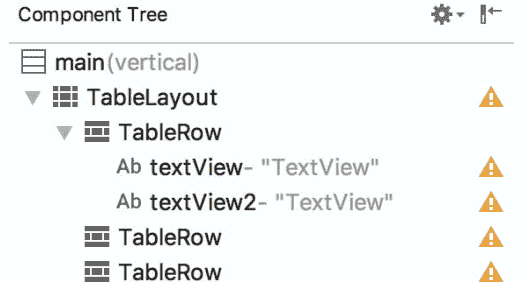 Component Tree
main(vertical)
TableLayout
TableRow
Ab textView- "TextView"
Ab textView2- "TextView"
TableRow
TableRow